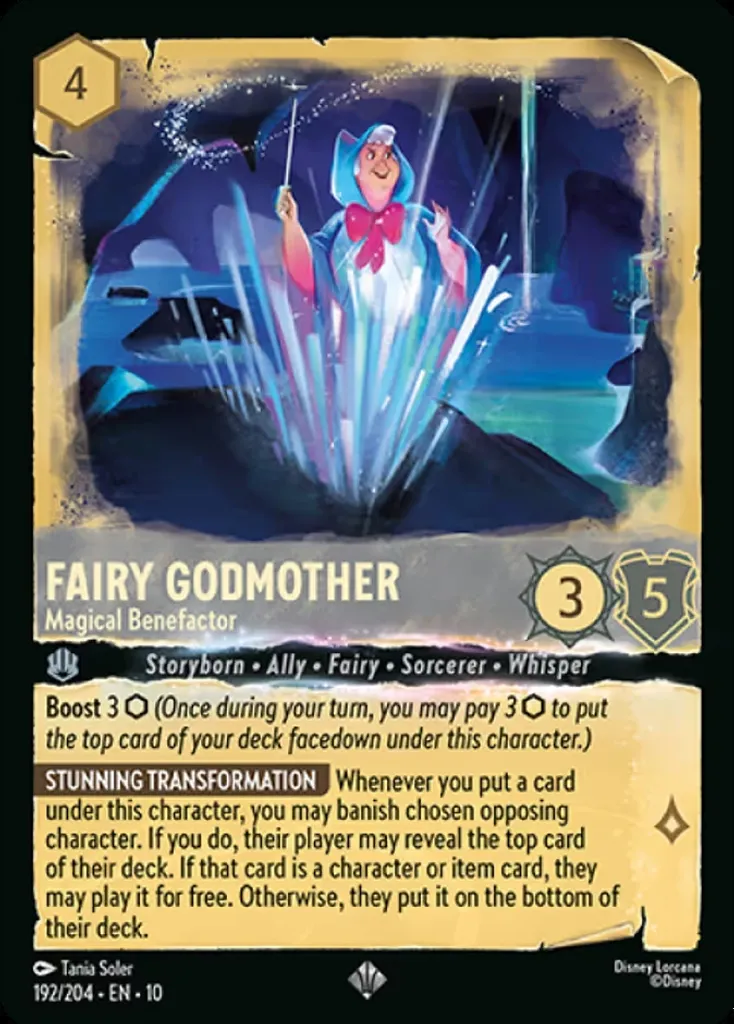 4
FAIRY GODMOTHER
Magical Benefactor
3
5
Storyborn • Ally • Fairy • Sorcerer • Whisper
Boost 3 ⬡ (Once during your turn, you may pay 3 ⬡ to put
the top card of your deck facedown under this character.)
STUNNING TRANSFORMATION Whenever you put a card
under this character, you may banish chosen opposing
character. If you do, their player may reveal the top card
of their deck. If that card is a character or item card, they
may play it for free. Otherwise, they put it on the bottom of
their deck.
Tania Soler
192/204 • EN • 10
Disney Lorcana
©Disney